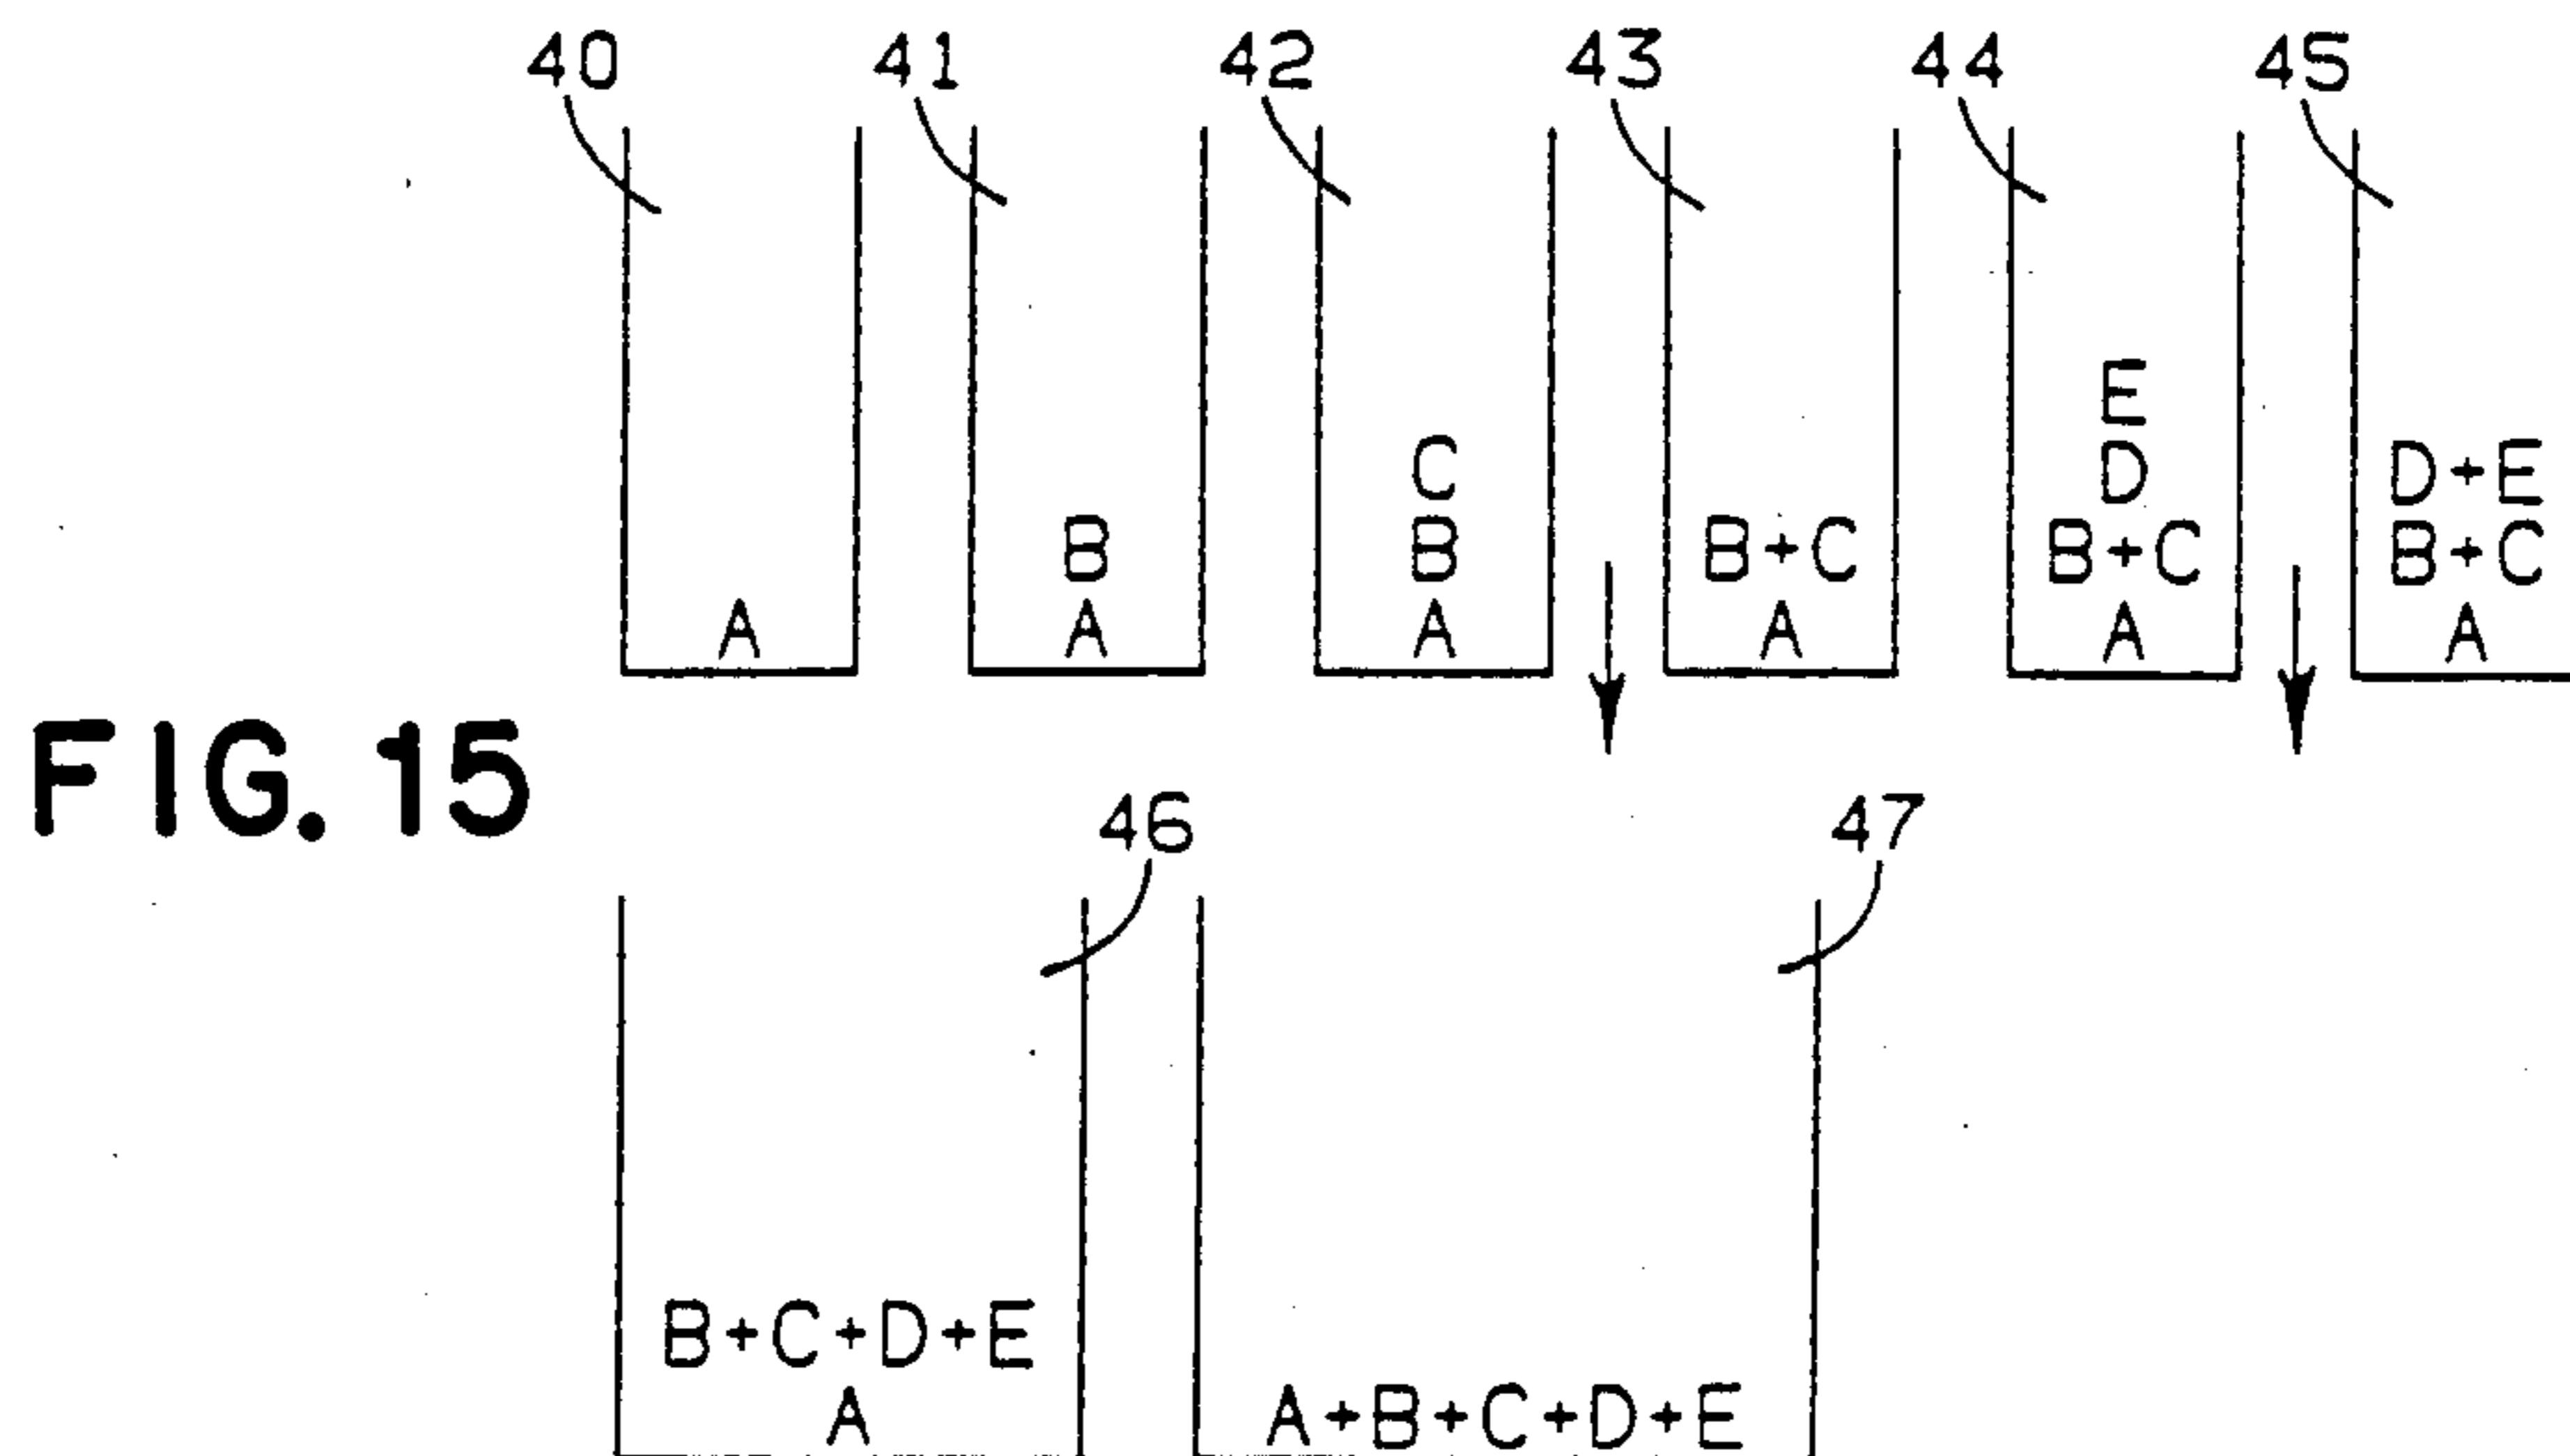 40 41 42 43 44 45
E
C D D+E
B B B+C B+C B+C
A A A A A A
FIG. 15
46 47
B+C+D+E
A A+B+C+D+E